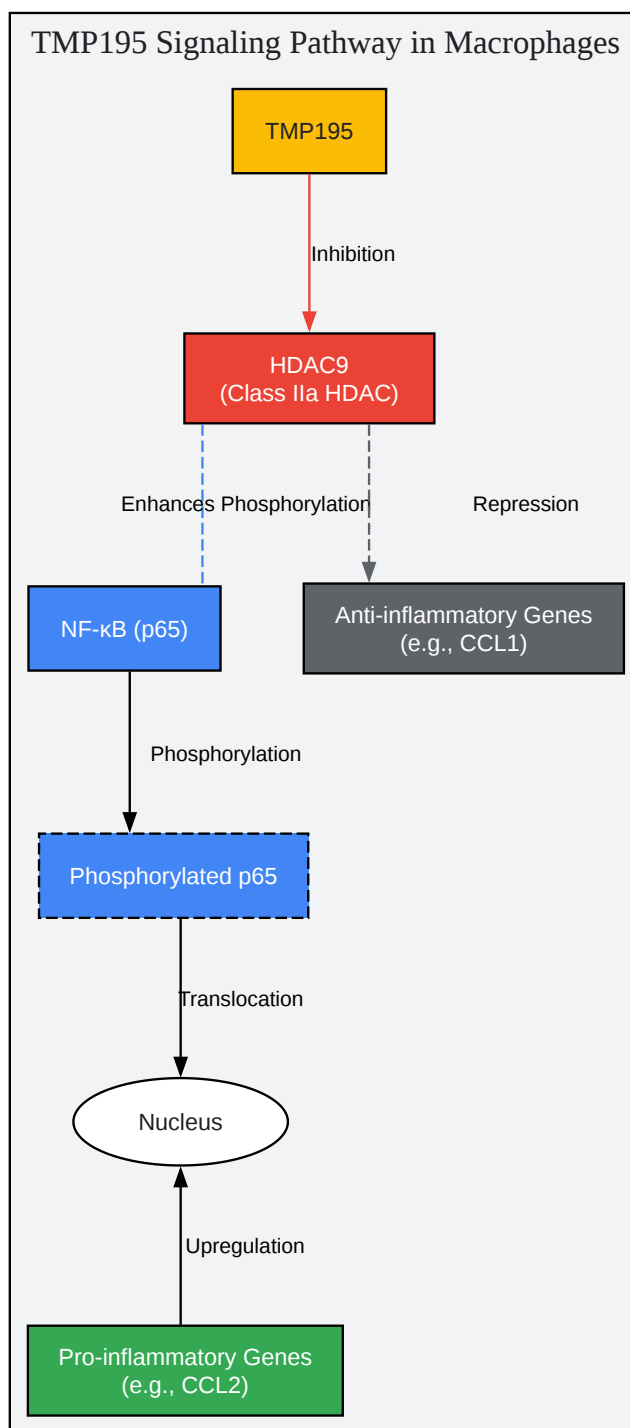 TMP195 Signaling Pathway in Macrophages
TMP195
Inhibition
HDAC9
(Class IIa HDAC)
Enhances Phosphorylation
Repression
NF-κB (p65)
Anti-inflammatory Genes
(e.g., CCL1)
Phosphorylation
Phosphorylated p65
Translocation
Nucleus
Upregulation
Pro-inflammatory Genes
(e.g., CCL2)